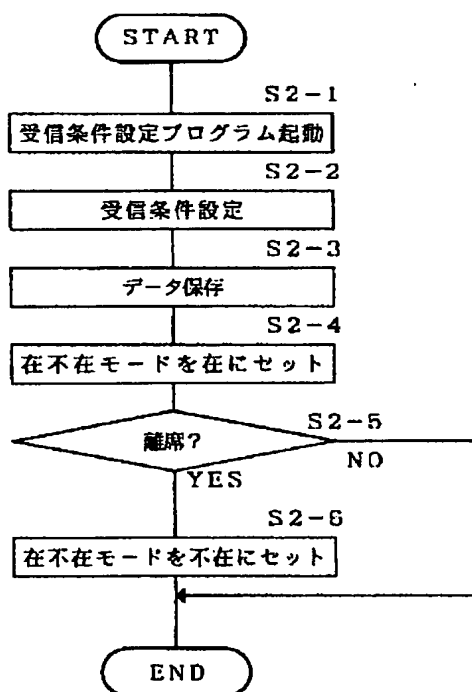 START
S2-1
受信条件設定プログラム起動
S2-2
受信条件設定
S2-3
データ保存
S2-4
在不在モードを在にセット
S2-5
離席?
NO
YES
S2-6
在不在モードを不在にセット
END